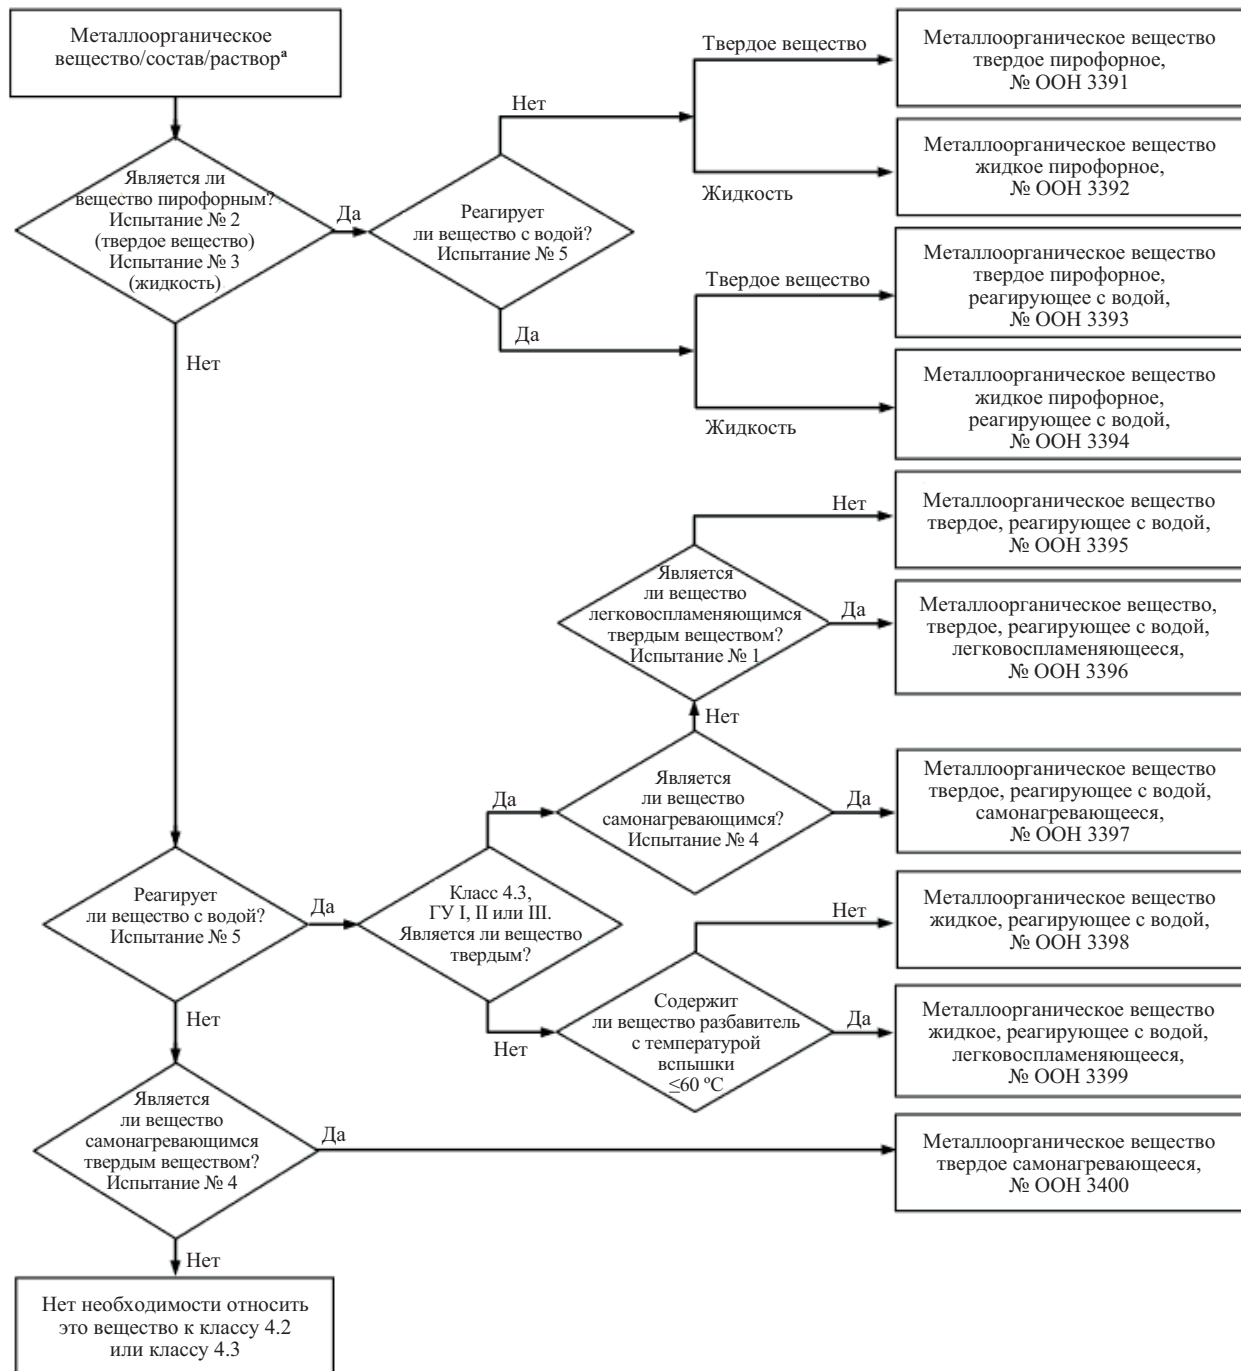 Металлоорганическое
вещество/состав/растворᵃ
Является ли
вещество пирофорным?
Испытание № 2
(твердое вещество)
Испытание № 3
(жидкость)
Да
Нет
Реагирует
ли вещество с водой?
Испытание № 5
Нет
Твердое вещество
Металлоорганическое вещество
твердое пирофорное,
№ ООН 3391
Жидкость
Металлоорганическое вещество
жидкое пирофорное,
№ ООН 3392
Да
Твердое вещество
Металлоорганическое вещество
твердое пирофорное,
реагирующее с водой,
№ ООН 3393
Жидкость
Металлоорганическое вещество
жидкое пирофорное,
реагирующее с водой,
№ ООН 3394
Нет
Металлоорганическое вещество
твердое, реагирующее с водой,
№ ООН 3395
Является
ли вещество
легковоспламеняющимся
твердым веществом?
Испытание № 1
Да
Металлоорганическое вещество,
твердое, реагирующее с водой,
легковоспламеняющееся,
№ ООН 3396
Нет
Является
ли вещество
самонагревающимся?
Испытание № 4
Да
Металлоорганическое вещество
твердое, реагирующее с водой,
самонагревающееся,
№ ООН 3397
Да
Реагирует
ли вещество с водой?
Испытание № 5
Да
Класс 4.3,
ГУ I, II или III.
Является ли вещество
твердым?
Нет
Нет
Металлоорганическое вещество
жидкое, реагирующее с водой,
№ ООН 3398
Содержит
ли вещество разбавитель
с температурой
вспышки
≤60 ºC
Да
Металлоорганическое вещество
жидкое, реагирующее с водой,
легковоспламеняющееся,
№ ООН 3399
Нет
Является
ли вещество
самонагревающимся
твердым веществом?
Испытание № 4
Да
Металлоорганическое вещество
твердое самонагревающееся,
№ ООН 3400
Нет
Нет необходимости относить
это вещество к классу 4.2
или классу 4.3